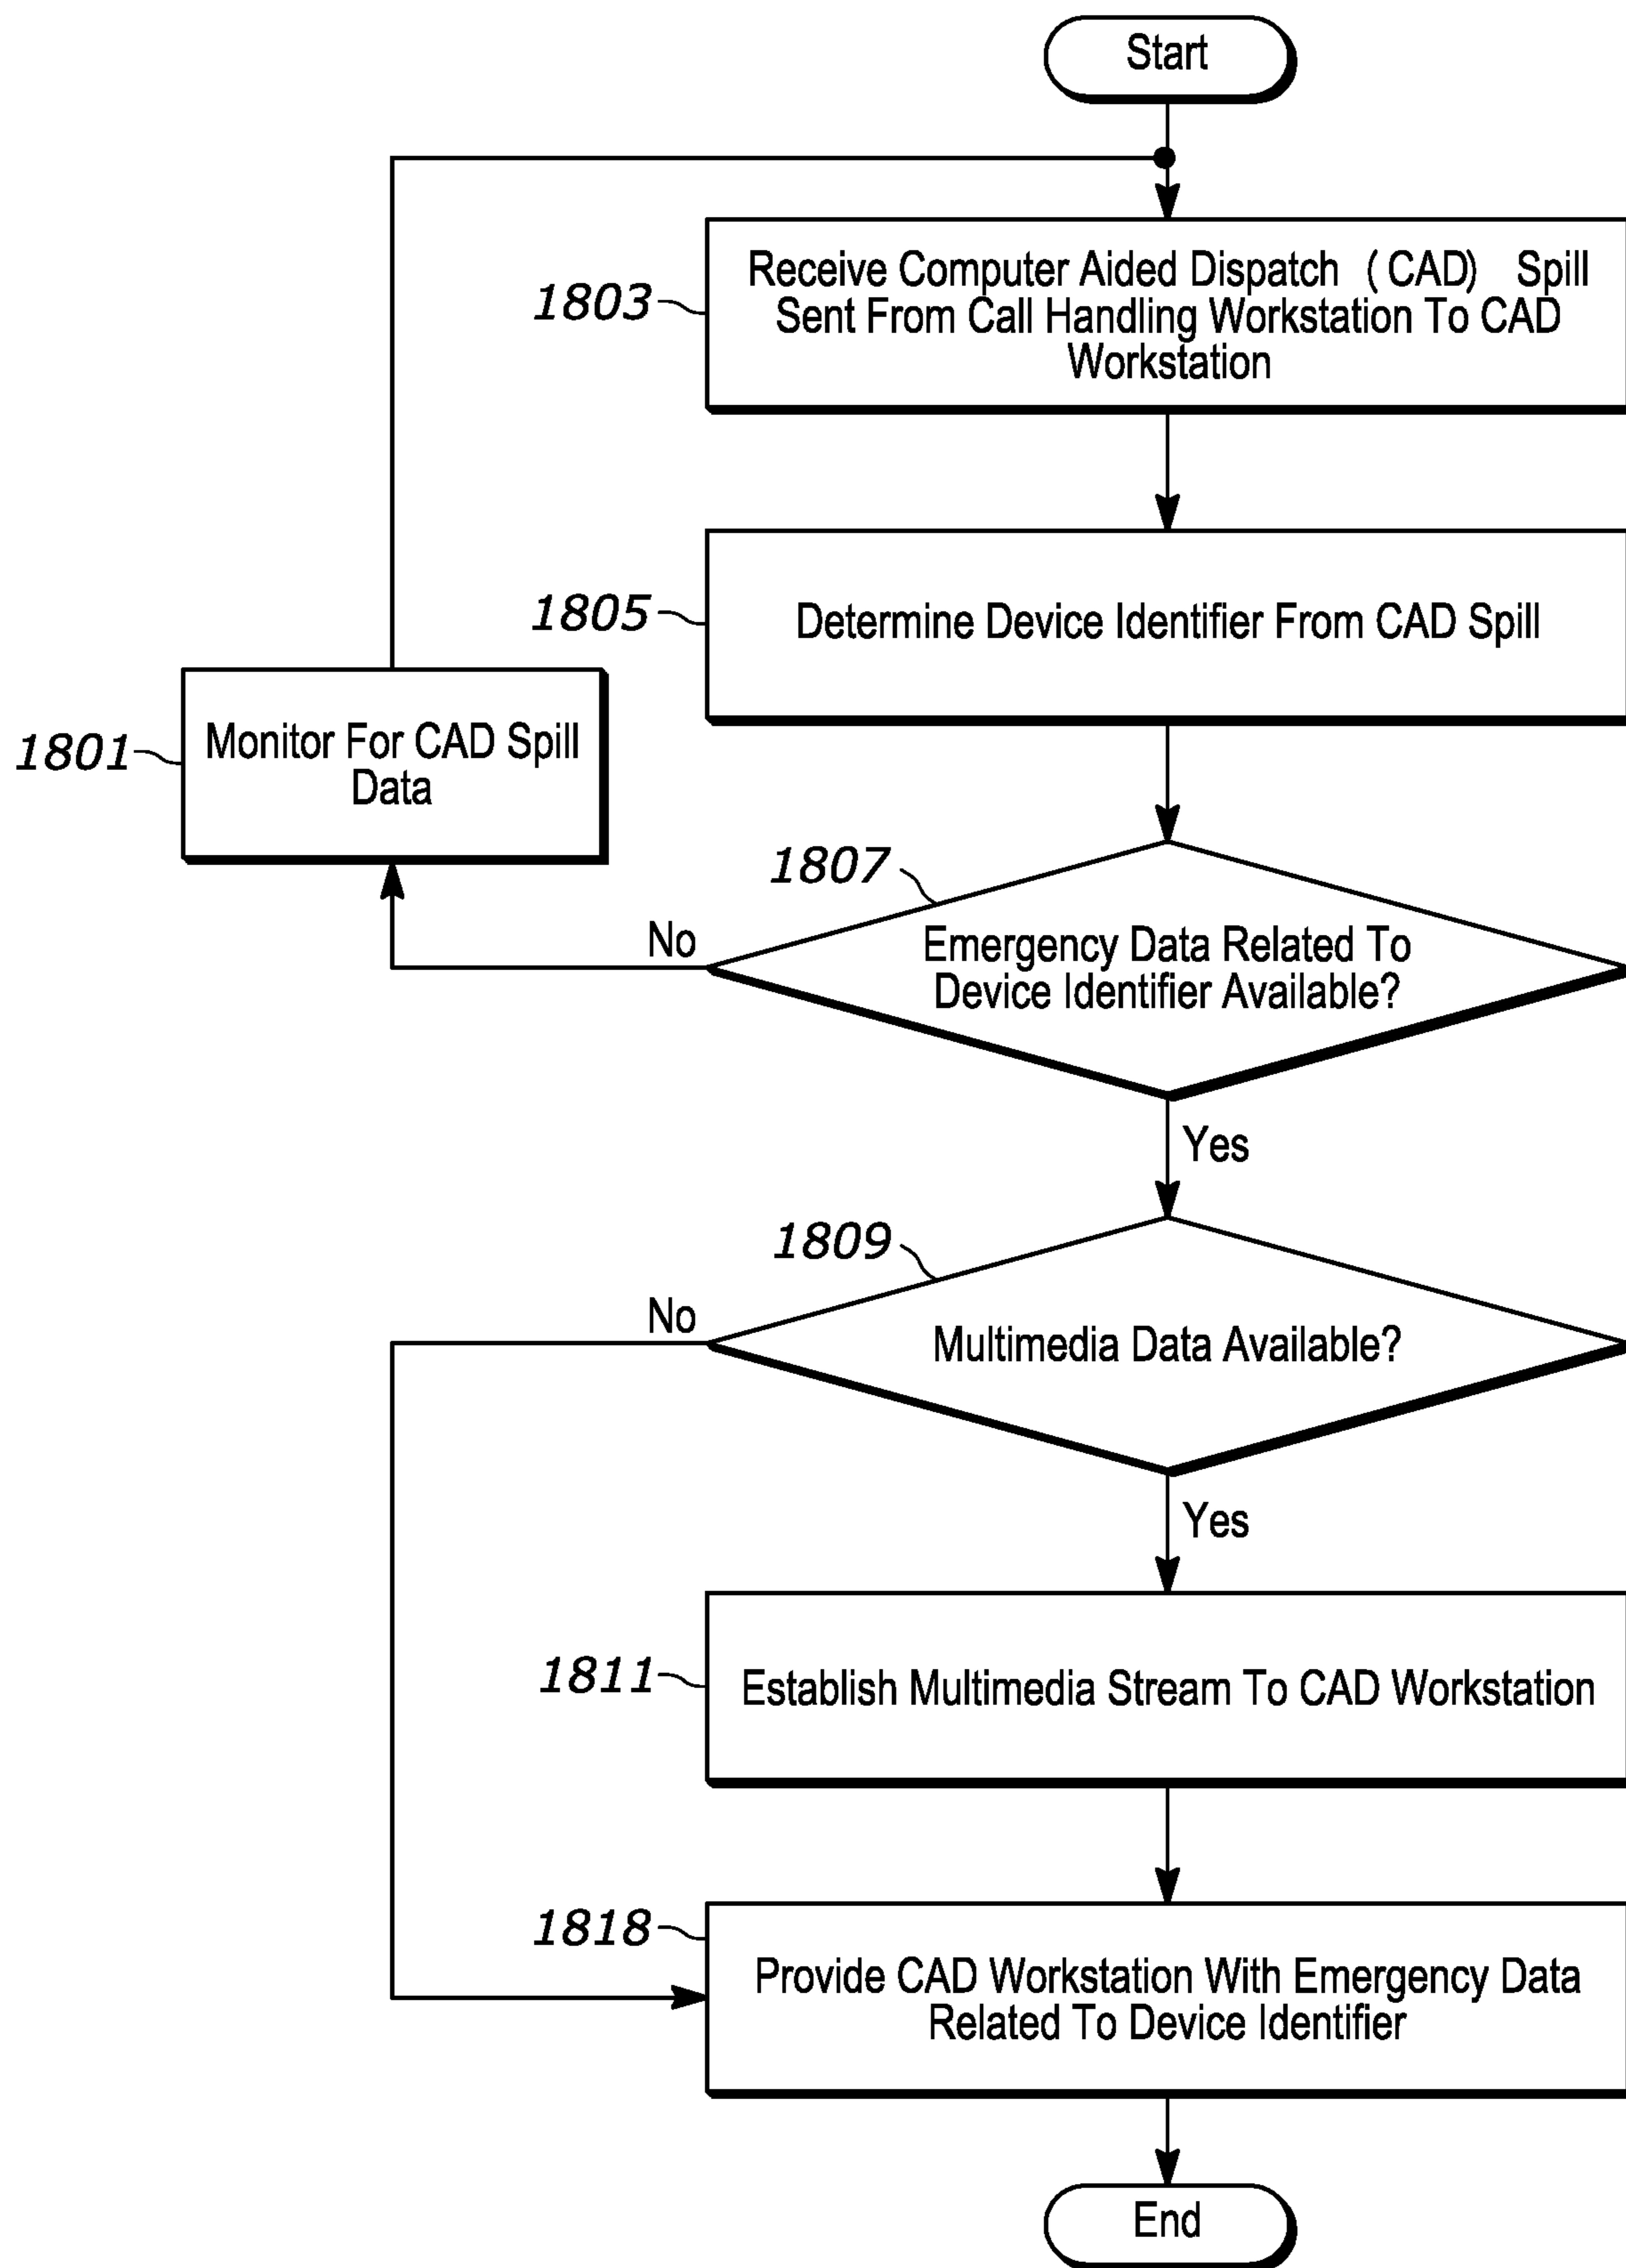 Start
1803
Receive Computer Aided Dispatch (CAD) Spill
Sent From Call Handling Workstation To CAD
Workstation
1805
Determine Device Identifier From CAD Spill
1801
Monitor For CAD Spill
Data
1807
No
Emergency Data Related To
Device Identifier Available?
Yes
1809
No
Multimedia Data Available?
Yes
1811
Establish Multimedia Stream To CAD Workstation
1818
Provide CAD Workstation With Emergency Data
Related To Device Identifier
End